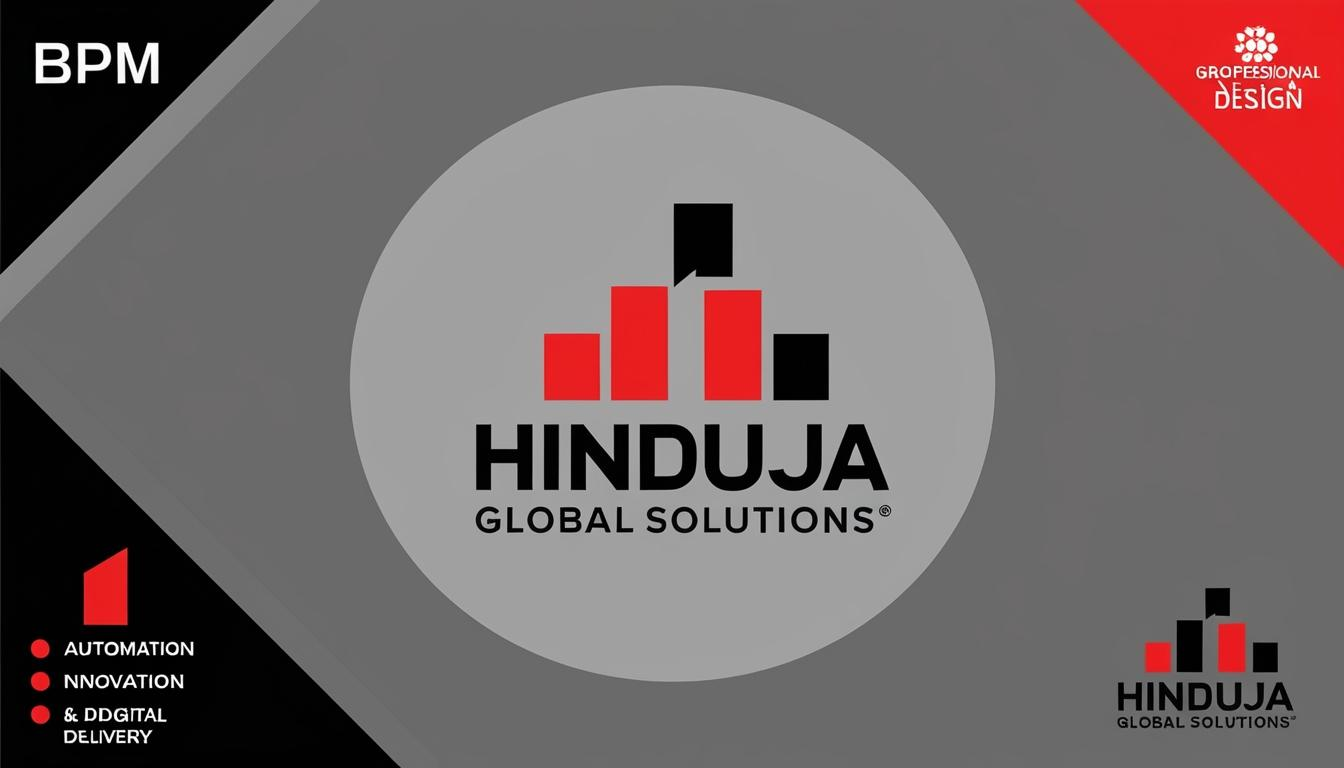 BPM
GROFESSIONAL
DESIGN
HINDUJA
GLOBAL SOLUTIONS®
AUTOMATION
NNOVATION
& DDGITAL
DELIVERY
HINDUJA
GLOBAL SOLUTIONS